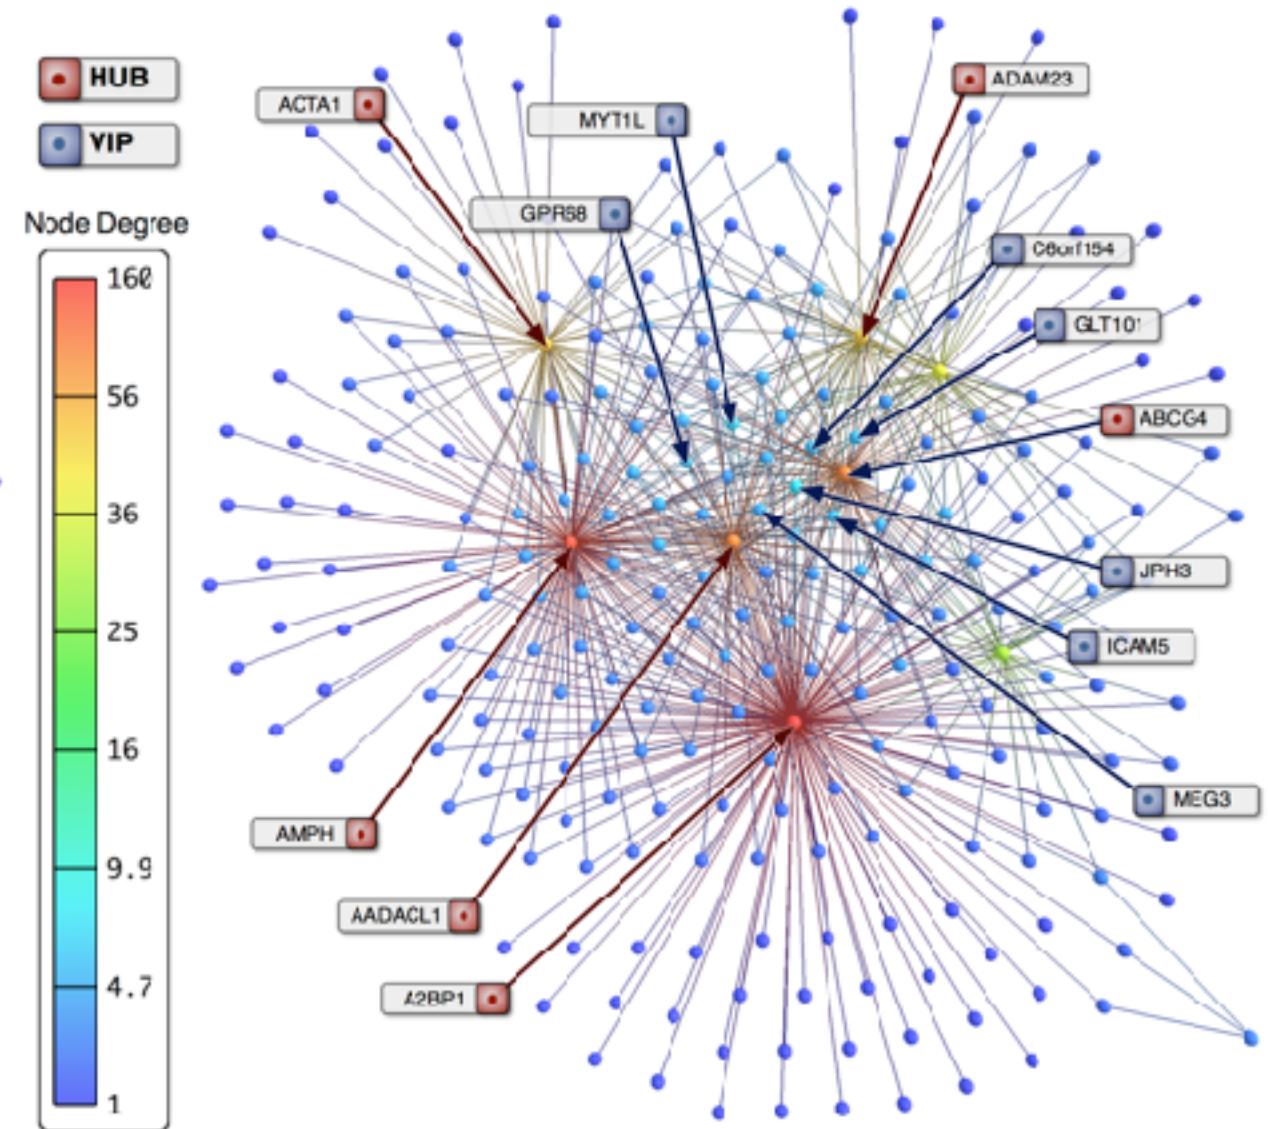 HUB
VIP
Node Degree
160
56
36
25
16
9.9
4.7
1
ACTA1
MYT1L
ADAM23
GPR68
C6orf154
ABCG4
JPH3
ICAM5
MEG3
AMPH
AADACL1
A2BP1